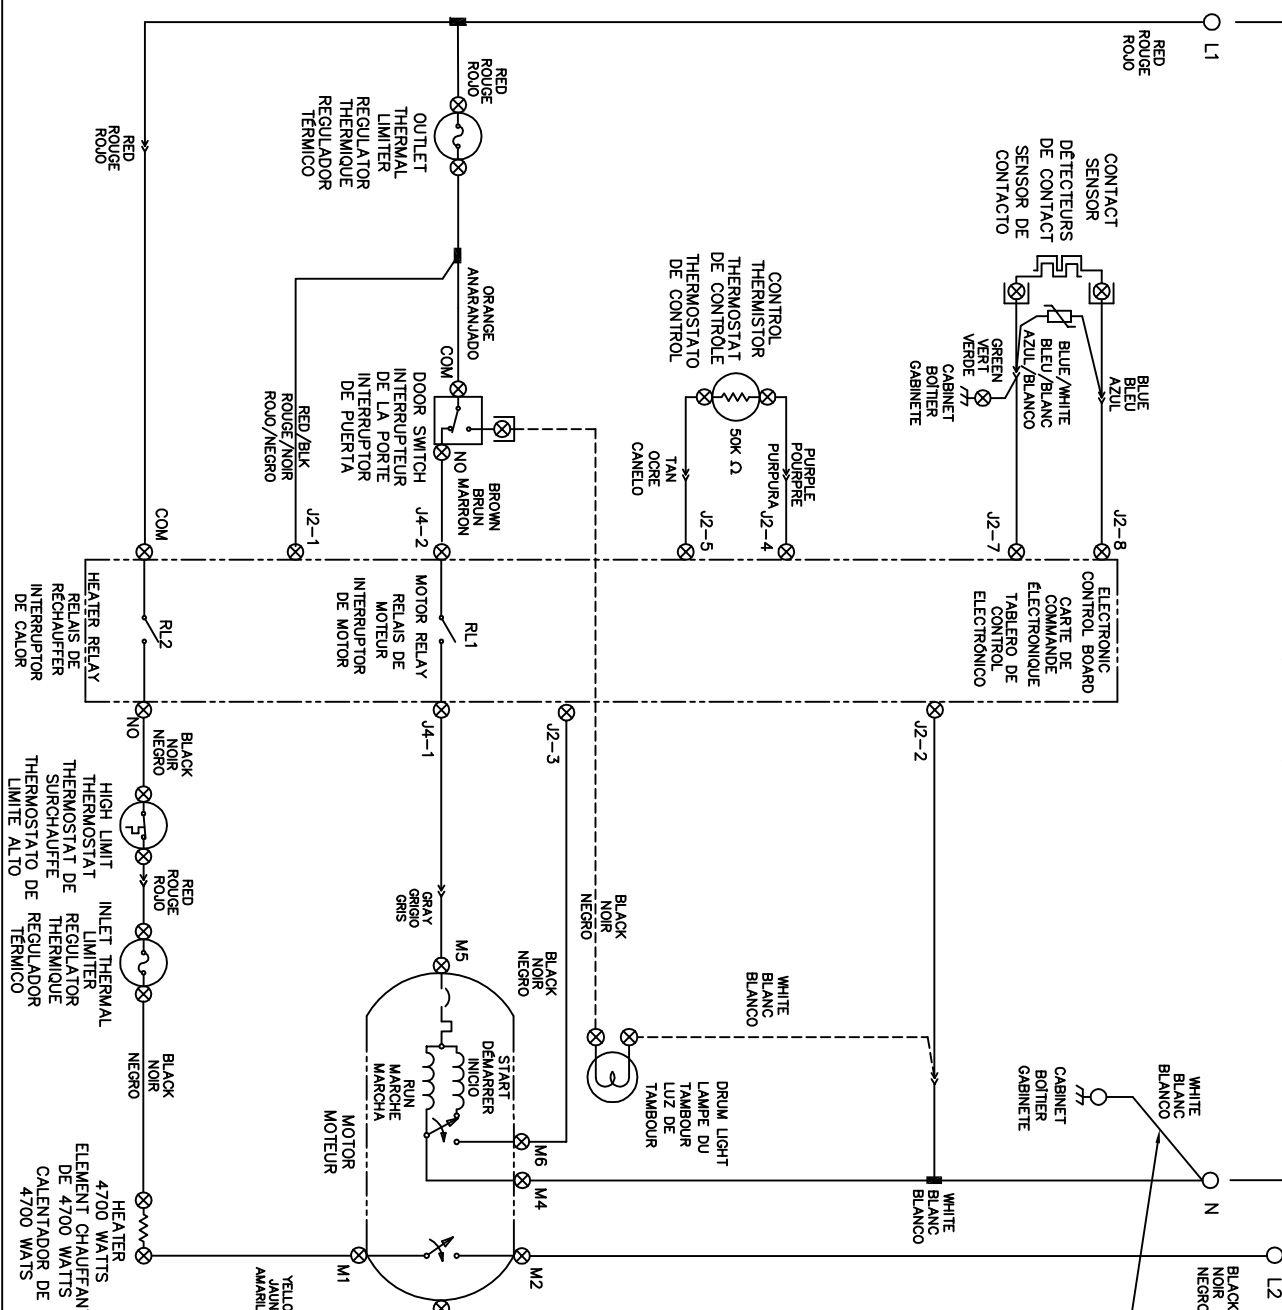 L1
RED
ROUGE
ROJO
CONTACT
SENSOR
DÉTECTEURS
DE CONTACT
SENSOR DE
CONTACTO
BLUE
BLEU
AZUL
BLUE/WHITE
BLEU/BLANC
AZUL/BLANCO
GREEN
VERT
VERDE
CABINET
BOÎTIER
GABINETE
J2-8
J2-7
CONTROL
THERMISTOR
THERMOSTAT
DE CONTRÔLE
THERMOSTATO
DE CONTROL
50K Ω
PURPLE
POURPRE
PURPURA
TAN
OCRE
CANELO
J2-4
J2-5
RED
ROUGE
ROJO
OUTLET
THERMAL
LIMITER
REGULATOR
THERMIQUE
REGULADOR
TÉRMICO
ORANGE
ANARANJADO
COM
DOOR SWITCH
INTERRUPTEUR
DE LA PORTE
INTERRUPTOR
DE PUERTA
NO
BROWN
BRUN
MARRON
J4-2
RED/BLK
ROUGE/NOIR
ROJO/NEGRO
J2-1
RED
ROUGE
ROJO
COM
ELECTRONIC
CONTROL BOARD
CARTE DE
COMMANDE
ÉLECTRONIQUE
TABLERO DE
CONTROL
ELECTRÓNICO
RL1
MOTOR RELAY
RELAIS DE
MOTEUR
INTERRUPTOR
DE MOTOR
RL2
HEATER RELAY
RELAIS DE
RÉCHAUFFER
INTERRUPTOR
DE CALOR
J2-2
J2-3
J4-1
NO
BLACK
NOIR
NEGRO
HIGH LIMIT
THERMOSTAT
THERMOSTAT DE
SURCHAUFFE
THERMOSTATO DE
LIMITE ALTO
RED
ROUGE
ROJO
INLET THERMAL
LIMITER
REGULATOR
THERMIQUE
REGULADOR
TÉRMICO
BLACK
NOIR
NEGRO
GRAY
GRIGIO
GRIS
M5
BLACK
NOIR
NEGRO
BLACK
NOIR
NEGRO
WHITE
BLANC
BLANCO
START
DÉMARRER
INICIO
RUN
MARCHE
MARCHA
MOTOR
MOTEUR
DRUM LIGHT
LAMPE DU
TAMBOUR
LUZ DE
TAMBOUR
M6
M4
M2
M1
CABINET
BOÎTIER
GABINETE
WHITE
BLANC
BLANCO
WHITE
BLANC
BLANCO
N
L2
BLACK
NOIR
NEGRO
HEATER
4700 WATTS
ELEMENT CHAUFFAN
DE 4700 WATTS
CALENTADOR DE
4700 WATS
YELLO
JAUN
AMARIL